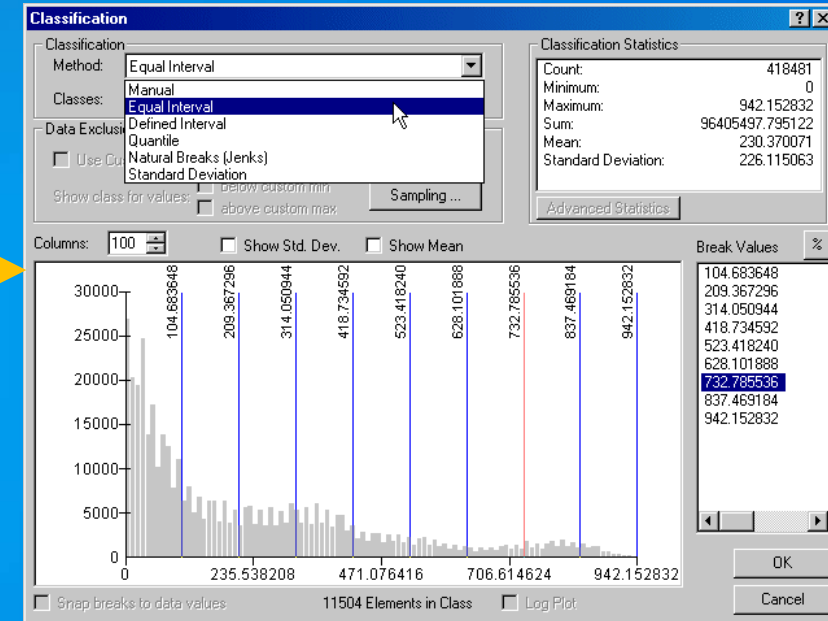 Classification
Classification
Method: Equal Interval
Classes:
Manual
Equal Interval
Defined Interval
Quantile
Natural Breaks (Jenks)
Standard Deviation
Data Exclusi
Use Cu
Show class for values:
below custom min
above custom max
Sampling ...
Classification Statistics
Count: 418481
Minimum: 0
Maximum: 942.152832
Sum: 96405497.795122
Mean: 230.370071
Standard Deviation: 226.115063
Advanced Statistics
Columns: 100
Show Std. Dev.
Show Mean
Break Values
%
104.683648
209.367296
314.050944
418.734592
523.418240
628.101888
732.785536
837.469184
942.152832
30000
25000
20000
15000
10000
5000
0
104.683648
209.367296
314.050944
418.734592
523.418240
628.101888
732.785536
837.469184
942.152832
0
235.538208
471.076416
706.614624
942.152832
Snap breaks to data values
11504 Elements in Class
Log Plot
OK
Cancel